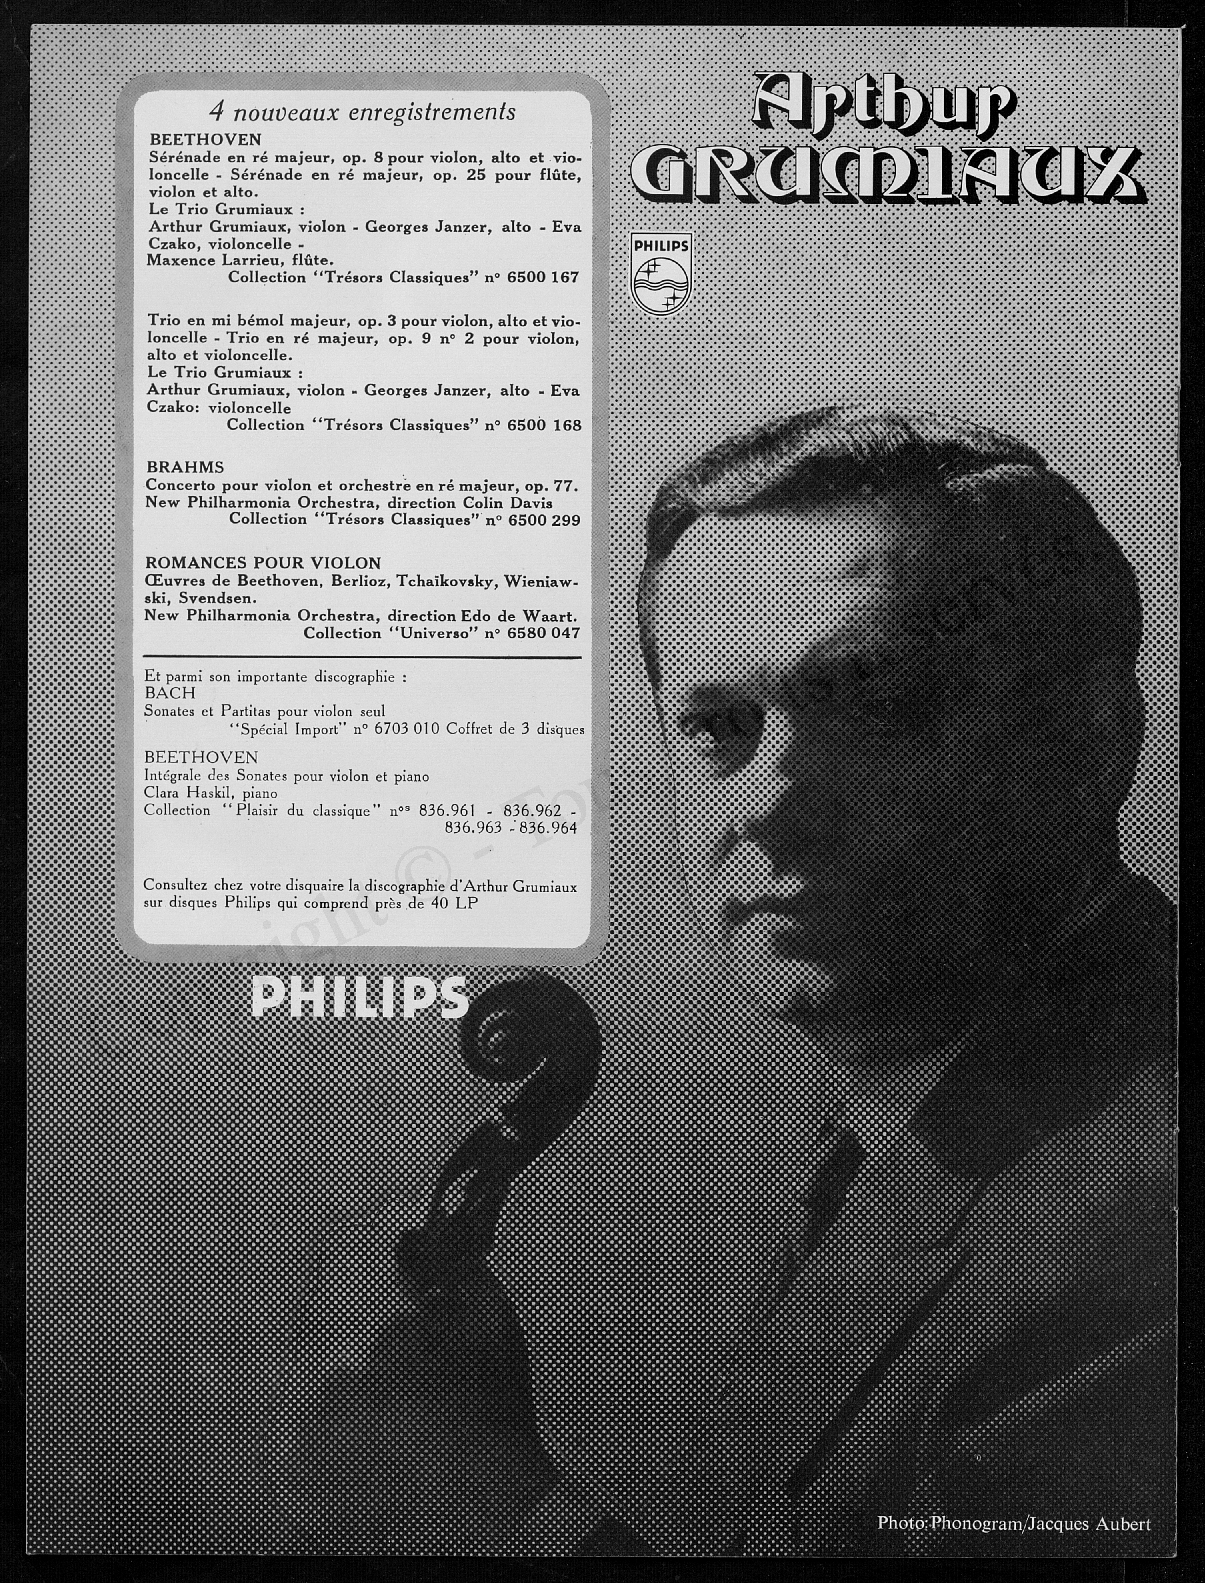 Arthur
GRUMIAUX
PHILIPS
4 nouveaux enregistrements
BEETHOVEN
Sérénade en ré majeur, op. 8 pour violon, alto et vio-
loncelle - Sérénade en ré majeur, op. 25 pour flûte,
violon et alto.
Le Trio Grumiaux :
Arthur Grumiaux, violon - Georges Janzer, alto - Eva
Czako, violoncelle -
Maxence Larrieu, flûte.
Collection "Trésors Classiques" n° 6500 167
Trio en mi bémol majeur, op. 3 pour violon, alto et vio-
loncelle - Trio en ré majeur, op. 9 n° 2 pour violon,
alto et violoncelle.
Le Trio Grumiaux :
Arthur Grumiaux, violon - Georges Janzer, alto - Eva
Czako: violoncelle
Collection "Trésors Classiques" n° 6500 168
BRAHMS
Concerto pour violon et orchestre en ré majeur, op. 77.
New Philharmonia Orchestra, direction Colin Davis
Collection "Trésors Classiques" n° 6500 299
ROMANCES POUR VIOLON
Œuvres de Beethoven, Berlioz, Tchaïkovsky, Wieniaw-
ski, Svendsen.
New Philharmonia Orchestra, direction Edo de Waart.
Collection "Universo" n° 6580 047
Et parmi son importante discographie :
BACH
Sonates et Partitas pour violon seul
"Spécial Import" n° 6703 010 Coffret de 3 disques
BEETHOVEN
Intégrale des Sonates pour violon et piano
Clara Haskil, piano
Collection "Plaisir du classique" nos 836.961 - 836.962 -
836.963 - 836.964
Consultez chez votre disquaire la discographie d'Arthur Grumiaux
sur disques Philips qui comprend près de 40 LP
PHILIPS
Photo: Phonogram/Jacques Aubert